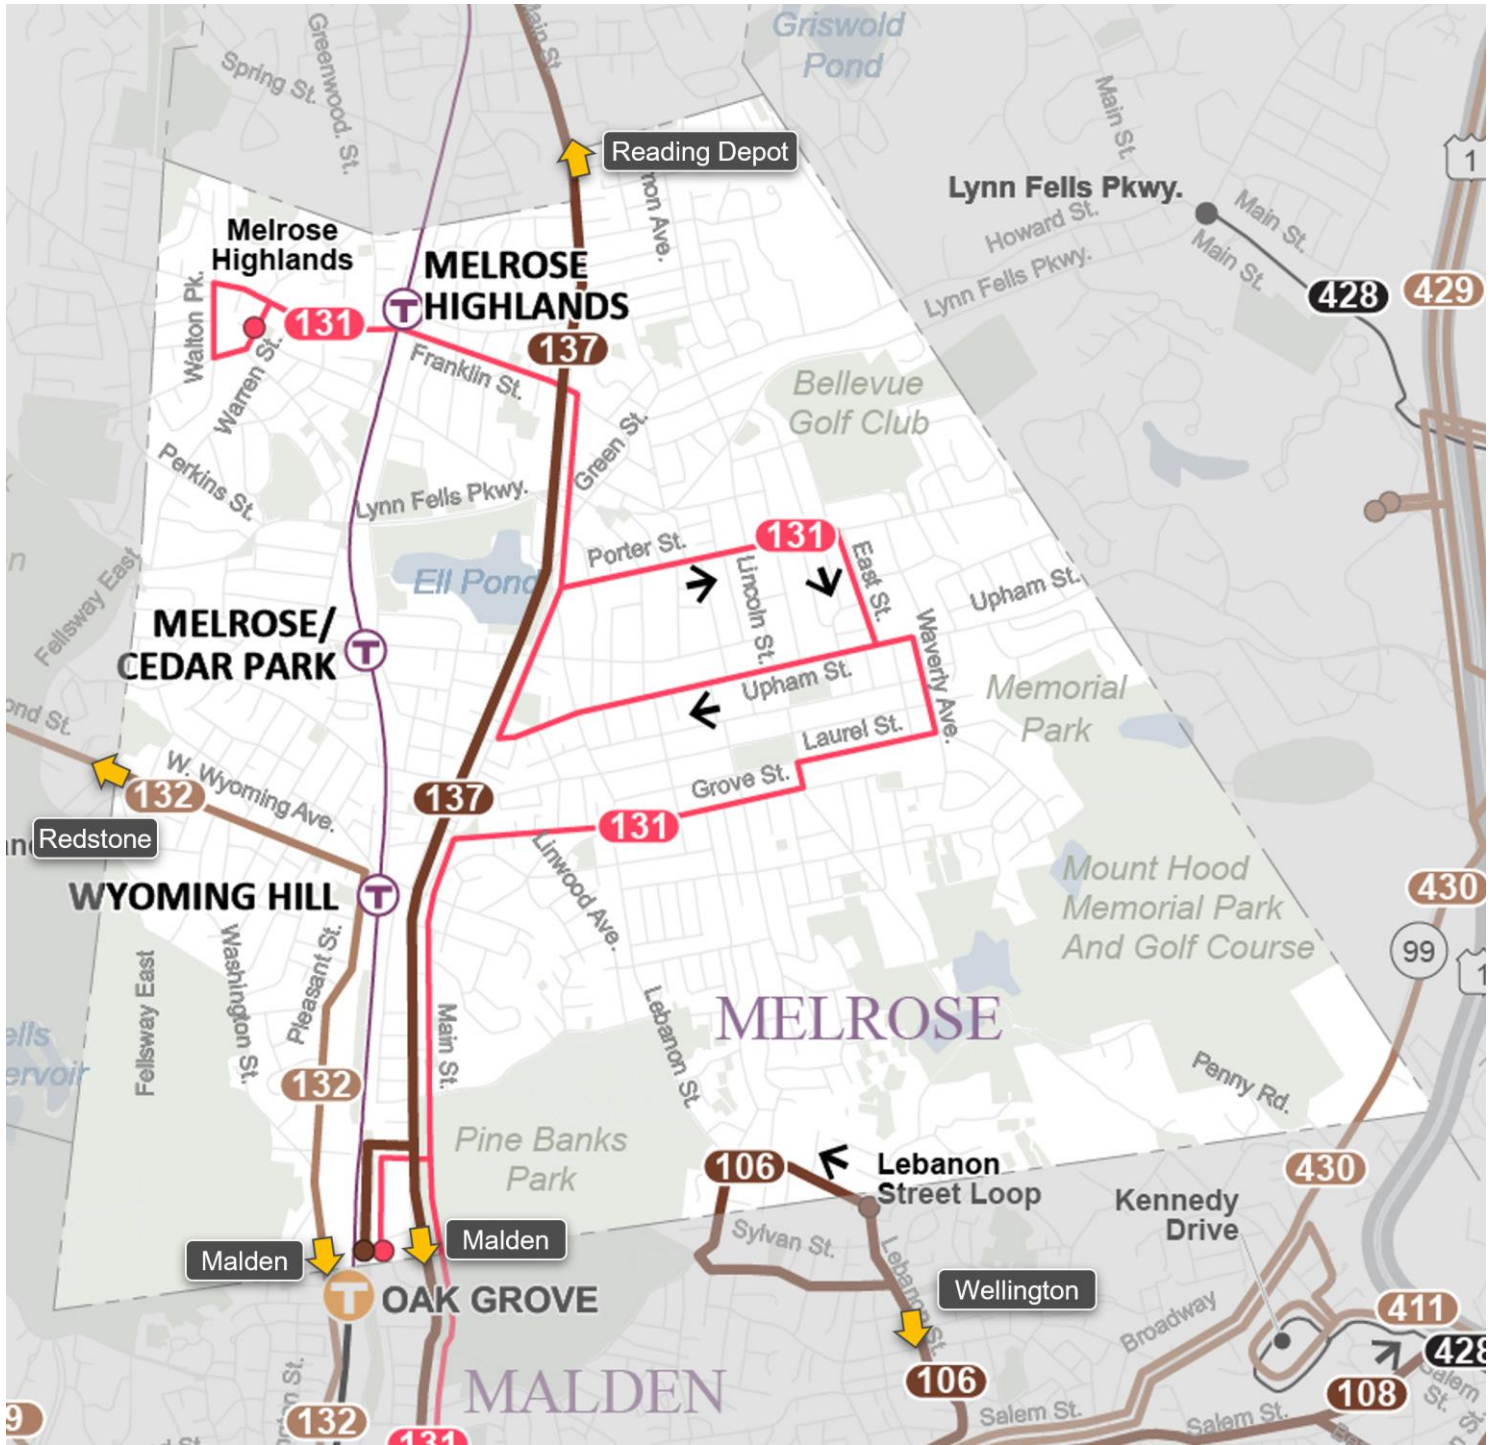 Griswold
Pond
Main St.
Greenwood. St.
Spring St.
Main St.
1
Reading Depot
Lynn Fells Pkwy.
Main St.
Howard St.
Main St.
Melrose
Highlands
MELROSE
HIGHLANDS
T
Lynn Fells Pkwy.
428
429
Walton Pk.
131
137
Warren St.
Franklin St.
Bellevue
Golf Club
Green St.
Perkins St.
Lynn Fells Pkwy.
131
Porter St.
Ell Pond
Lincoln St.
East St.
Upham St.
Fellsway East
MELROSE/
CEDAR PARK
T
Waverly Ave.
Upham St.
Memorial
Park
ond St.
Laurel St.
W. Wyoming Ave.
132
137
Grove St.
Redstone
131
Linwood Ave.
WYOMING HILL
T
Mount Hood
Memorial Park
And Golf Course
430
99
1
Fellsway East
Washington St.
Pleasant St.
Main St.
Lebanon St
MELROSE
Penny Rd.
132
Pine Banks
Park
106
Lebanon
Street Loop
430
Kennedy
Drive
Sylvan St.
Malden
Malden
Lebanon St.
Wellington
T
OAK GROVE
Broadway
411
428
MALDEN
106
108
Salem
St.
132
131
Salem St.
Salem St.